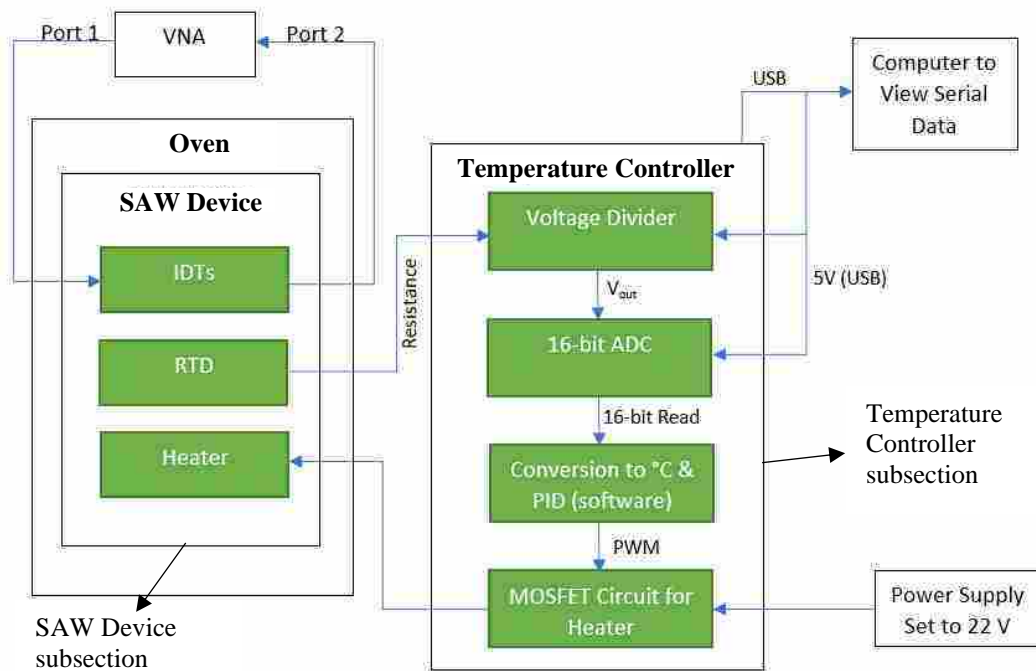 Port 1
VNA
Port 2
Oven
SAW Device
IDTs
RTD
Heater
SAW Device
subsection
Resistance
Temperature Controller
Voltage Divider
Vout
16-bit ADC
16-bit Read
Conversion to °C &
PID (software)
PWM
MOSFET Circuit for
Heater
USB
5V (USB)
Computer to
View Serial
Data
Temperature
Controller
subsection
Power Supply
Set to 22 V